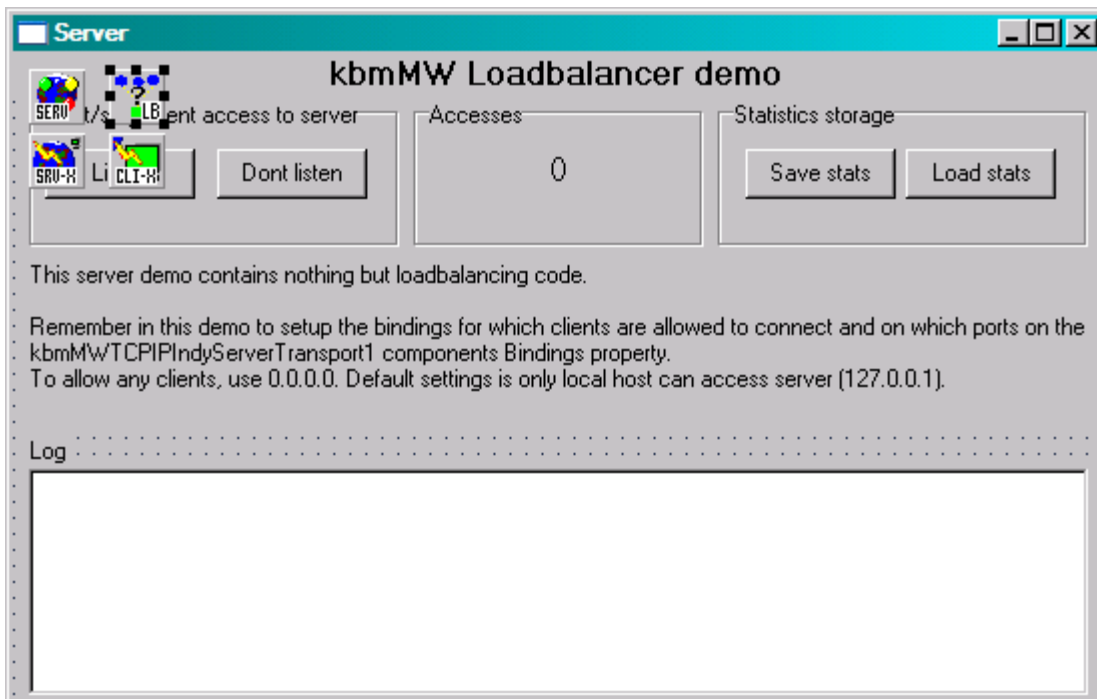 Server
kbmMW Loadbalancer demo
SERV
LB
t/s ent access to server
Accesses
Statistics storage
SRV-X
Li
CLI-X
Dont listen
0
Save stats
Load stats
This server demo contains nothing but loadbalancing code.
Remember in this demo to setup the bindings for which clients are allowed to connect and on which ports on the
kbmMWTCPIPIndyServerTransport1 components Bindings property.
To allow any clients, use 0.0.0.0. Default settings is only local host can access server (127.0.0.1).
Log